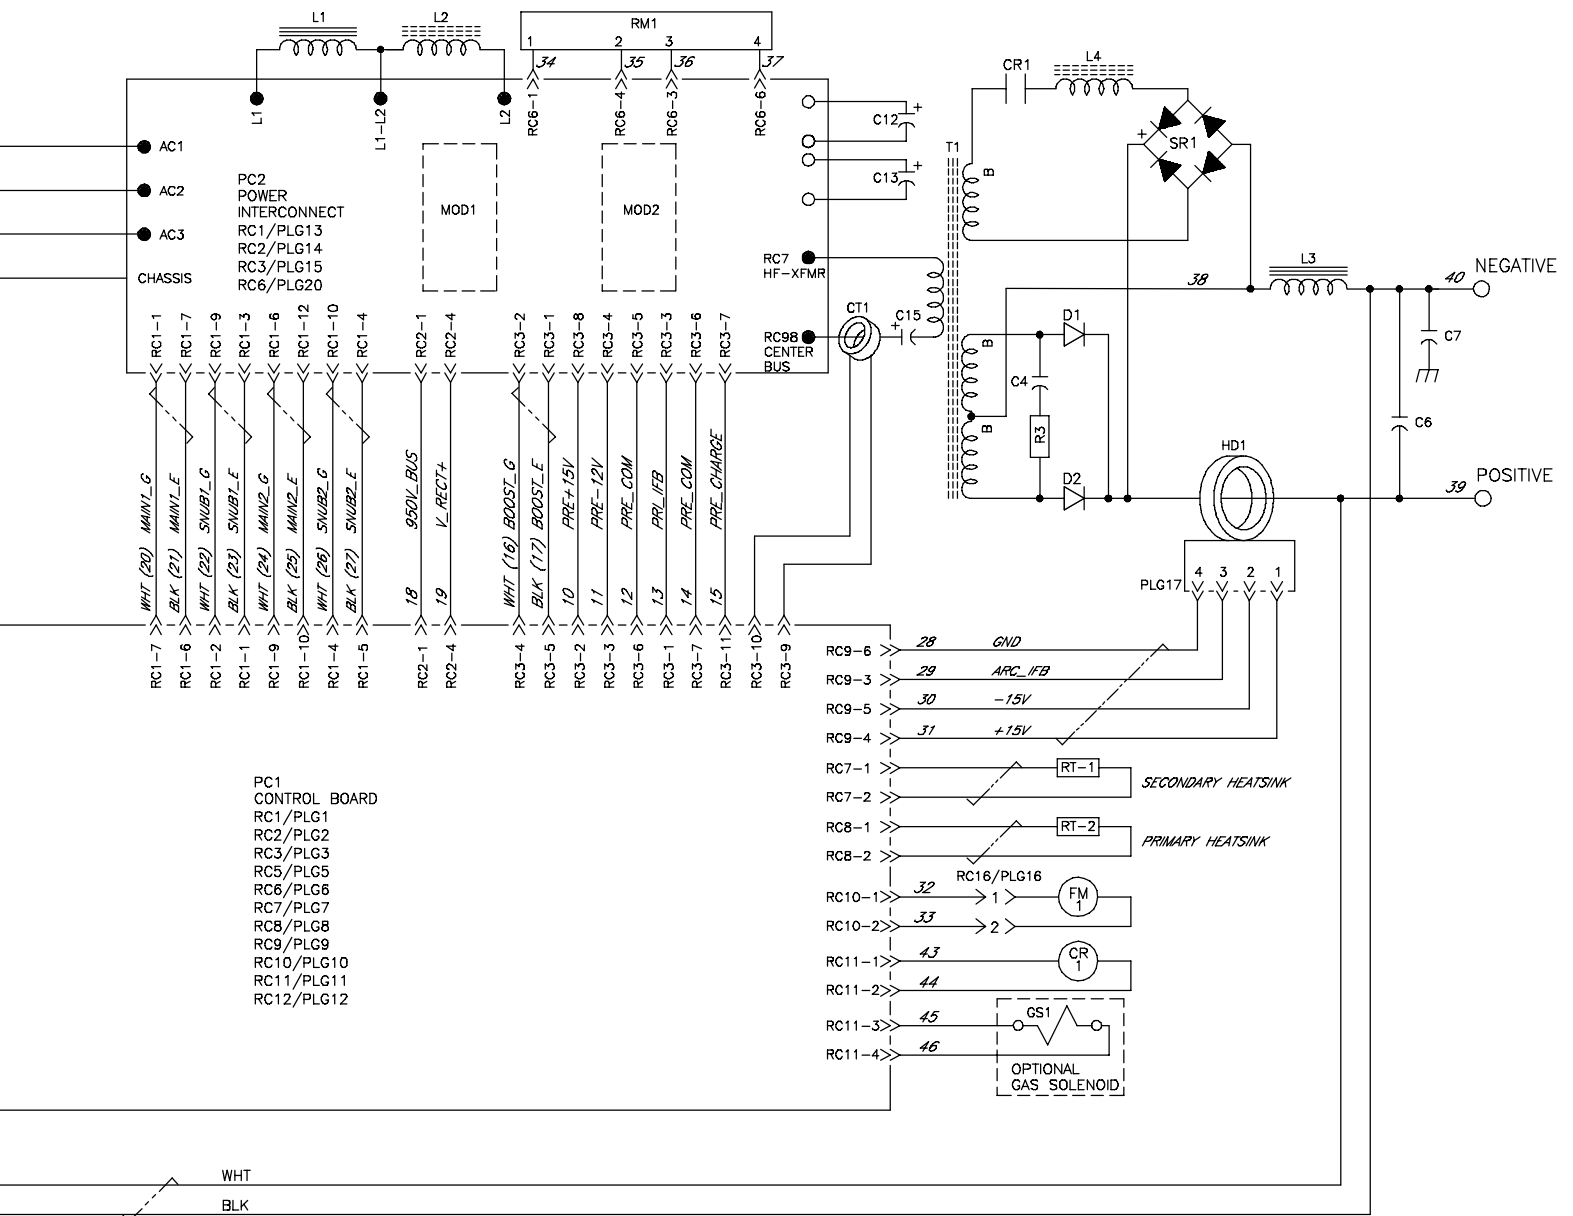 L1
L2
RM1
1
2
3
4
34
35
36
37
RC6-1
RC6-4
RC6-3
RC6-6
L1
L1-L2
L2
C12
+
C13
+
CR1
L4
+
SR1
T1
B
AC1
AC2
AC3
CHASSIS
PC2
POWER
INTERCONNECT
RC1/PLG13
RC2/PLG14
RC3/PLG15
RC6/PLG20
MOD1
MOD2
RC7
HF-XFMR
RC98
CENTER
BUS
CT1
+
C15
38
L3
40
NEGATIVE
C7
C6
B
B
D1
C4
R3
D2
HD1
39
POSITIVE
PLG17
4
3
2
1
RC1-1
RC1-7
RC1-9
RC1-3
RC1-6
RC1-12
RC1-10
RC1-4
RC2-1
RC2-4
RC3-2
RC3-1
RC3-8
RC3-4
RC3-5
RC3-3
RC3-6
RC3-7
WHT (20) MAIN1_G
BLK (21) MAIN1_E
WHT (22) SNUB1_G
BLK (23) SNUB1_E
WHT (24) MAIN2_G
BLK (25) MAIN2_E
WHT (26) SNUB2_G
BLK (27) SNUB2_E
18 950V_BUS
19 V_RECT+
WHT (16) BOOST_G
BLK (17) BOOST_E
10 PRE+15V
11 PRE-12V
12 PRE_COM
13 PRI_IFB
14 PRE_COM
15 PRE_CHARGE
RC1-7
RC1-6
RC1-2
RC1-1
RC1-9
RC1-10
RC1-4
RC1-5
RC2-1
RC2-4
RC3-4
RC3-5
RC3-2
RC3-3
RC3-6
RC3-1
RC3-7
RC3-11
RC3-10
RC3-9
RC9-6 28 GND
RC9-3 29 ARC_IFB
RC9-5 30 -15V
RC9-4 31 +15V
RC7-1 RT-1
SECONDARY HEATSINK
RC7-2
RC8-1 RT-2
PRIMARY HEATSINK
RC8-2
RC16/PLG16
RC10-1 32 1 FM
1
RC10-2 33 2
RC11-1 43 CR
1
RC11-2 44
RC11-3 45 GS1
RC11-4 46
OPTIONAL
GAS SOLENOID
PC1
CONTROL BOARD
RC1/PLG1
RC2/PLG2
RC3/PLG3
RC5/PLG5
RC6/PLG6
RC7/PLG7
RC8/PLG8
RC9/PLG9
RC10/PLG10
RC11/PLG11
RC12/PLG12
WHT
BLK